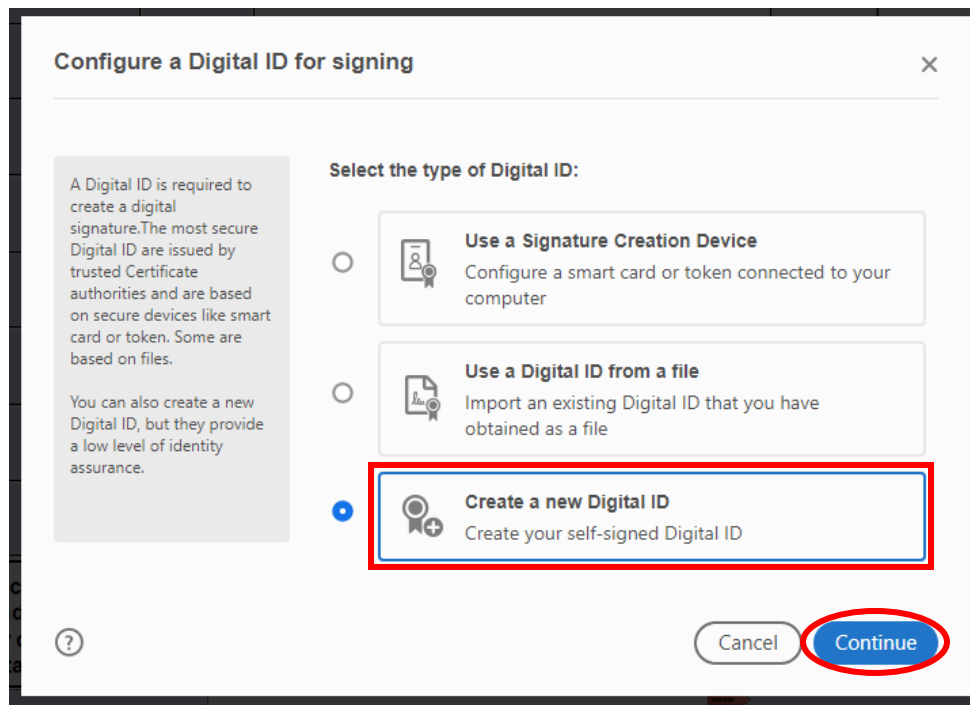 Configure a Digital ID for signing
A Digital ID is required to
create a digital
signature.The most secure
Digital ID are issued by
trusted Certificate
authorities and are based
on secure devices like smart
card or token. Some are
based on files.
You can also create a new
Digital ID, but they provide
a low level of identity
assurance.
Select the type of Digital ID:
Use a Signature Creation Device
Configure a smart card or token connected to your
computer
Use a Digital ID from a file
Import an existing Digital ID that you have
obtained as a file
Create a new Digital ID
Create your self-signed Digital ID
?
Cancel
Continue